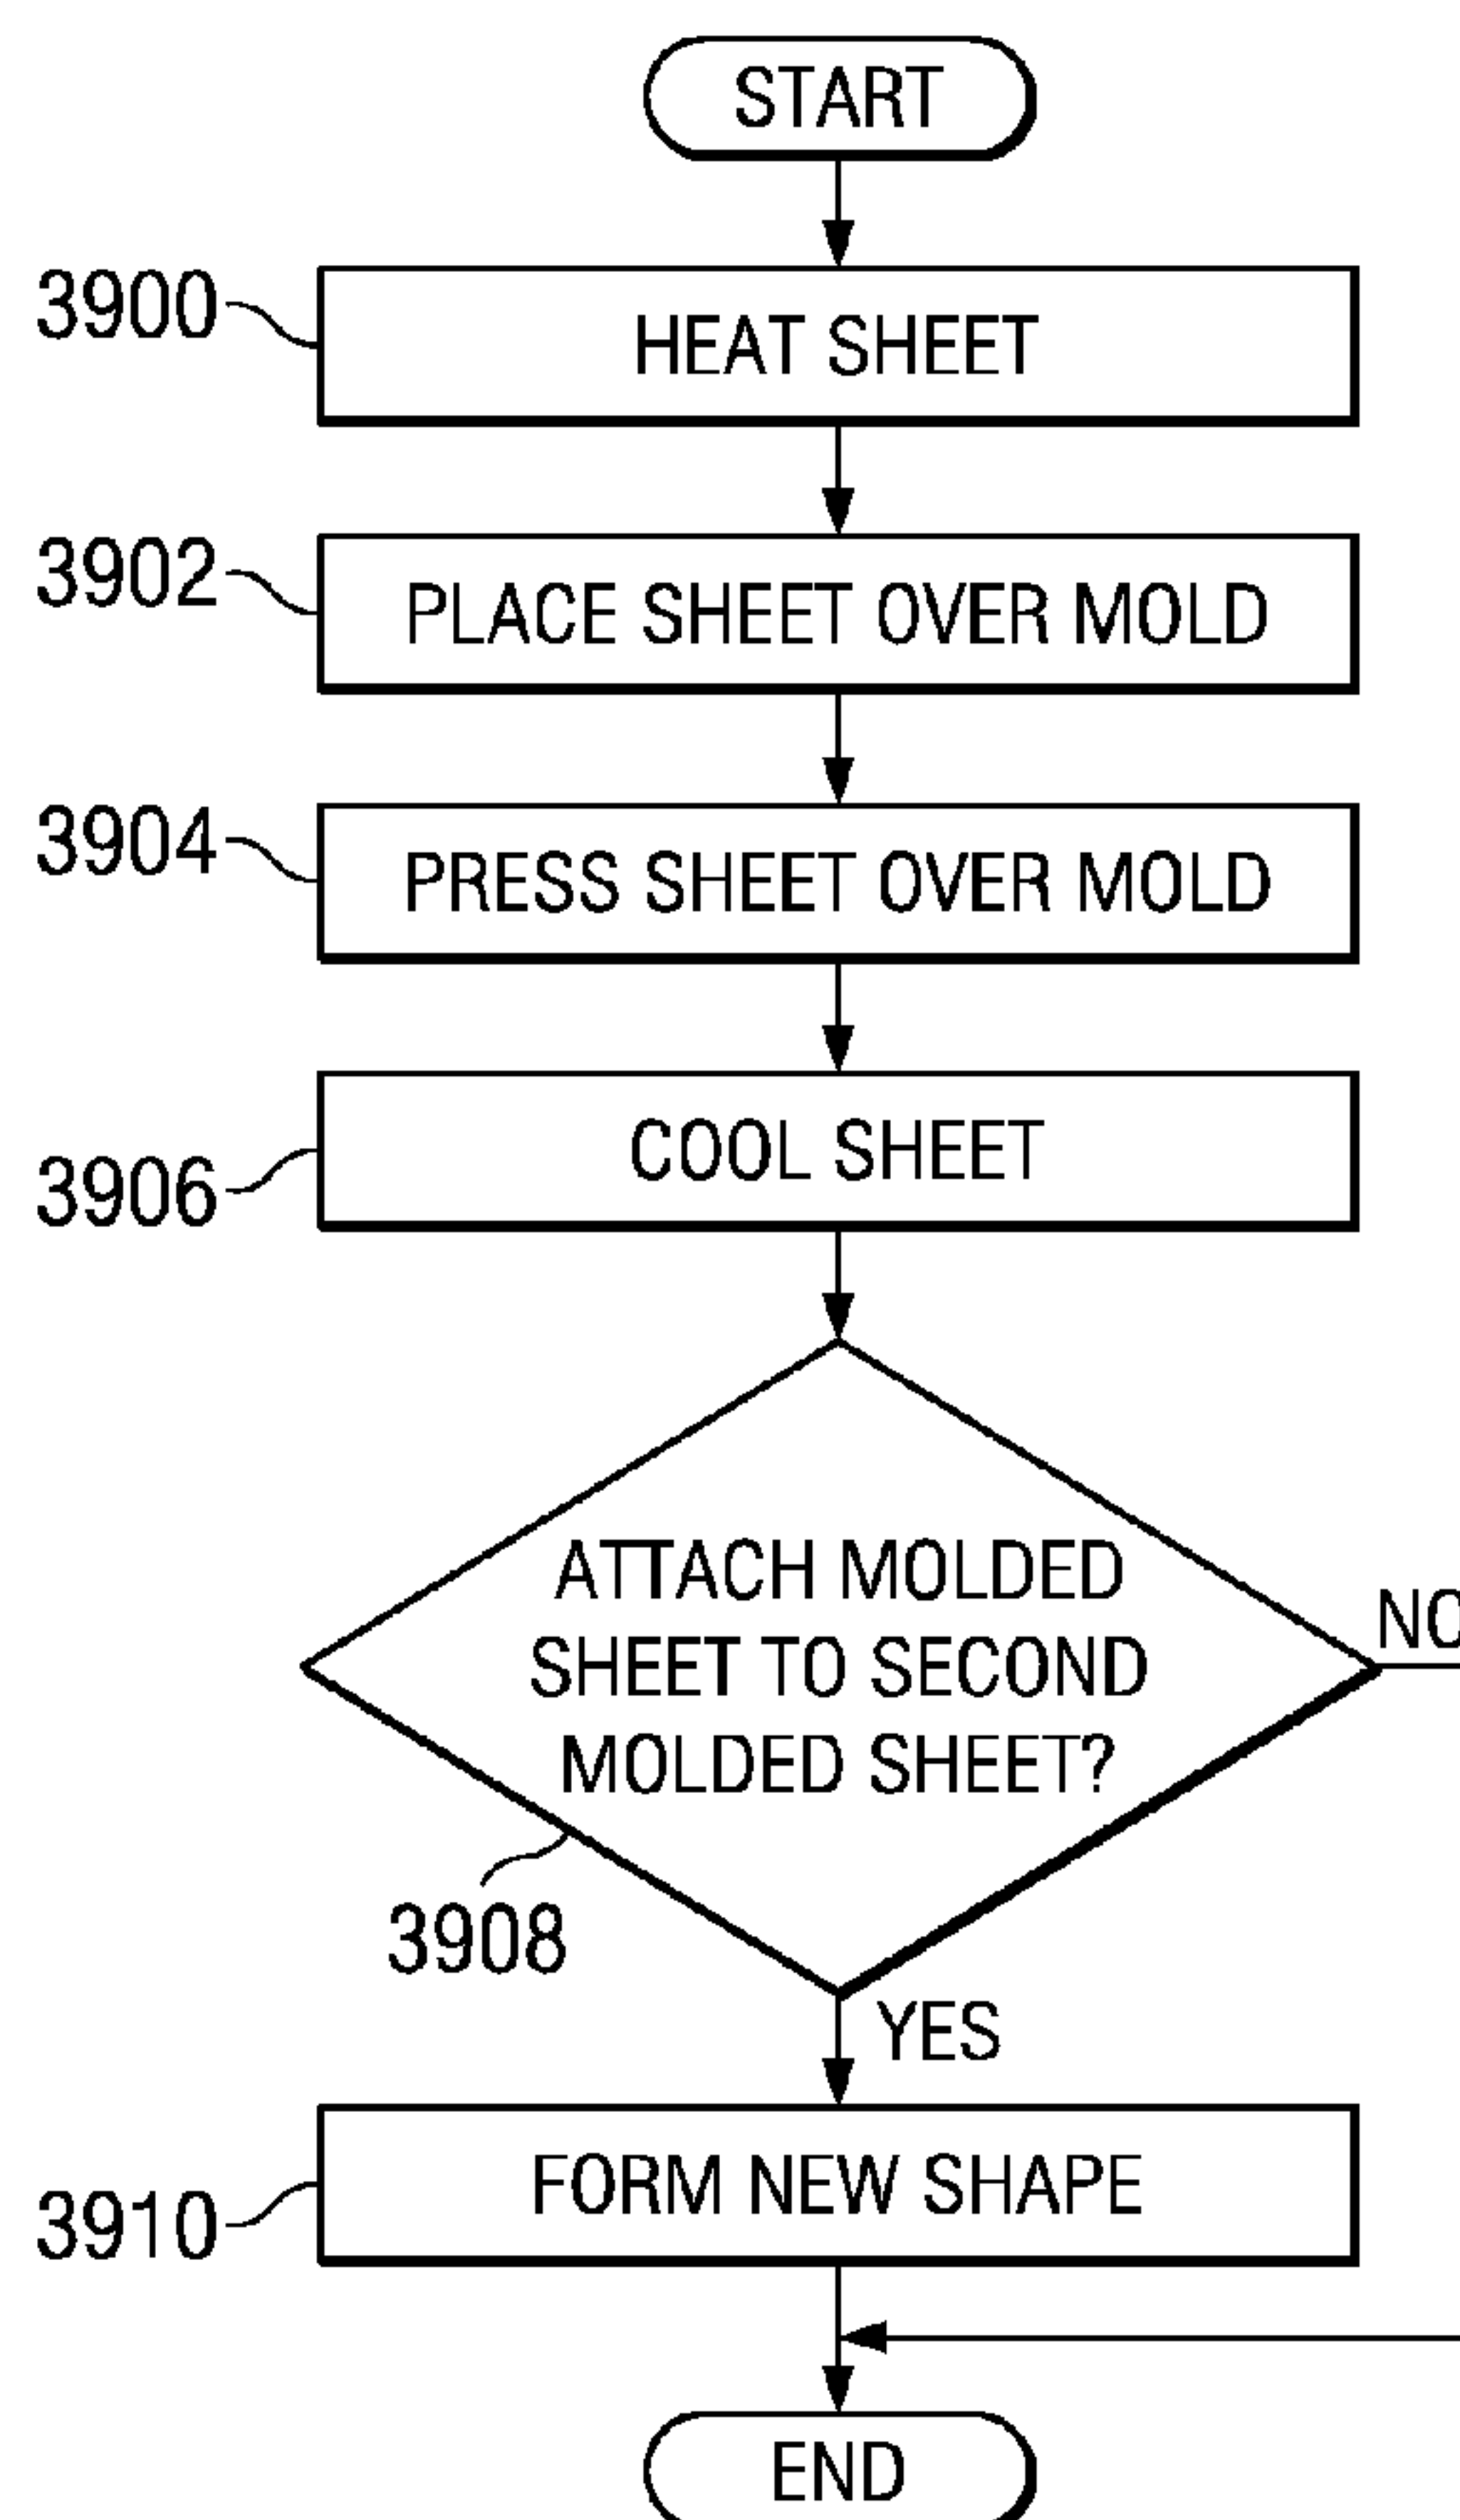 START
3900
HEAT SHEET
3902
PLACE SHEET OVER MOLD
3904
PRESS SHEET OVER MOLD
3906
COOL SHEET
ATTACH MOLDED
SHEET TO SECOND
MOLDED SHEET?
NO
3908
YES
3910
FORM NEW SHAPE
END